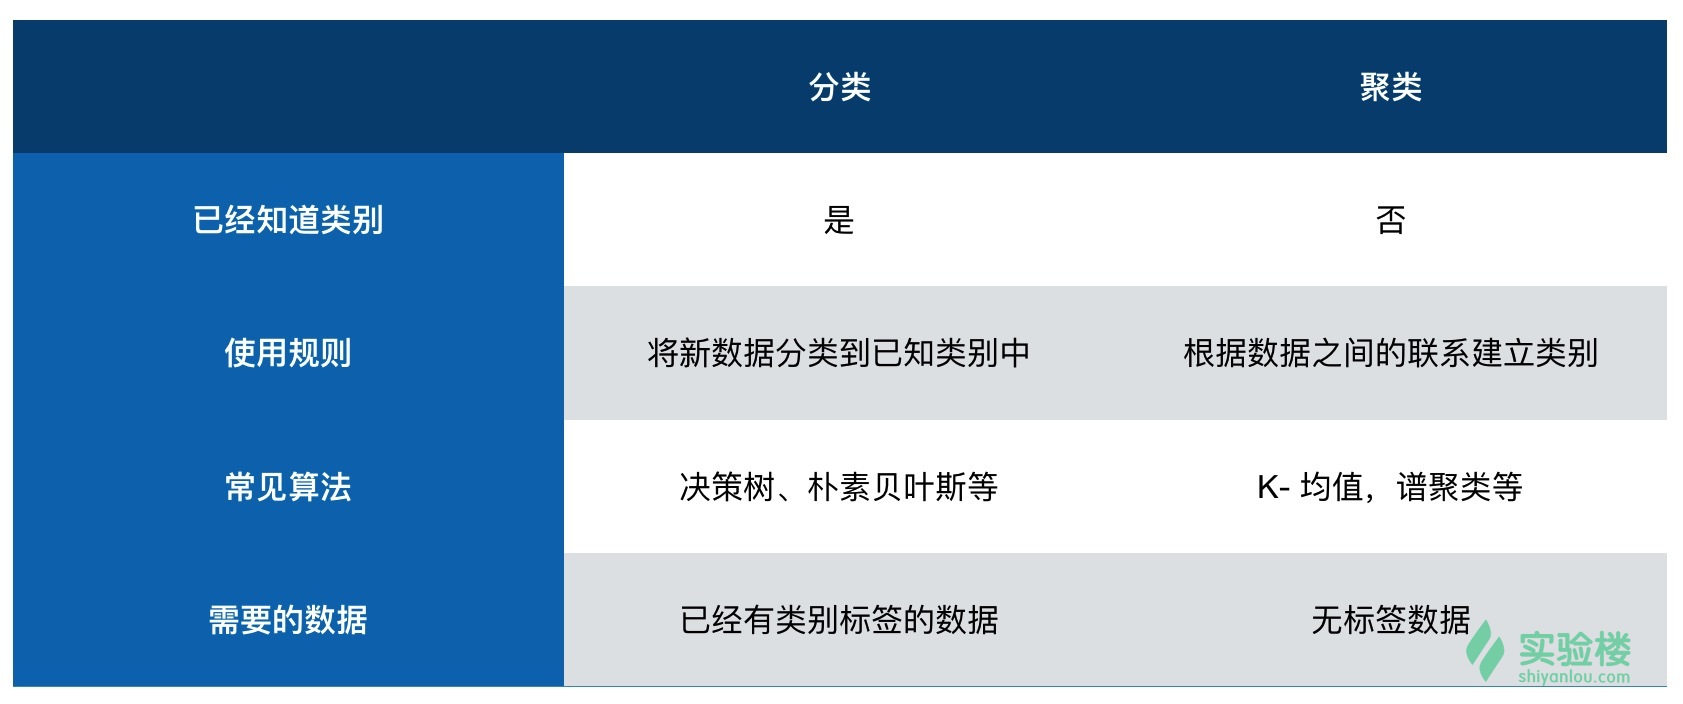 分类 聚类
已经知道类别 是 否
使用规则 将新数据分类到已知类别中 根据数据之间的联系建立类别
常见算法 决策树、朴素贝叶斯等 K- 均值，谱聚类等
需要的数据 已经有类别标签的数据 无标签数据
实验楼
shiyanlou.com